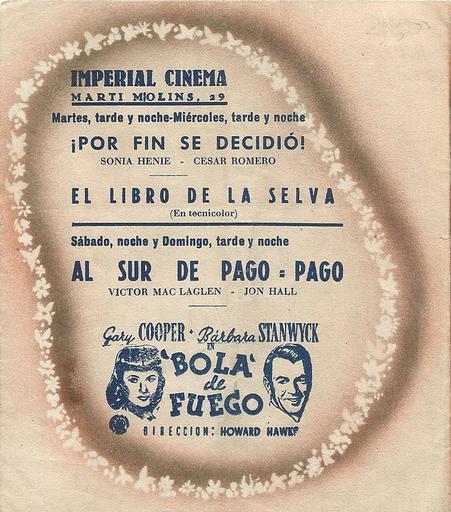 IMPERIAL CINEMA
MARTI MOLINS, 29
Martes, tarde y noche-Miércoles, tarde y noche
¡POR FIN SE DECIDIÓ!
SONIA HENIE - CESAR ROMERO
EL LIBRO DE LA SELVA
(En tecnicolor)
Sábado, noche y Domingo, tarde y noche
AL SUR DE PAGO = PAGO
VICTOR MAC LAGLEN - JON HALL
Gary COOPER * Bárbara STANWYCK
EN
'BOLA'
de
FUEGO
DIRECCION: HOWARD HAWKS